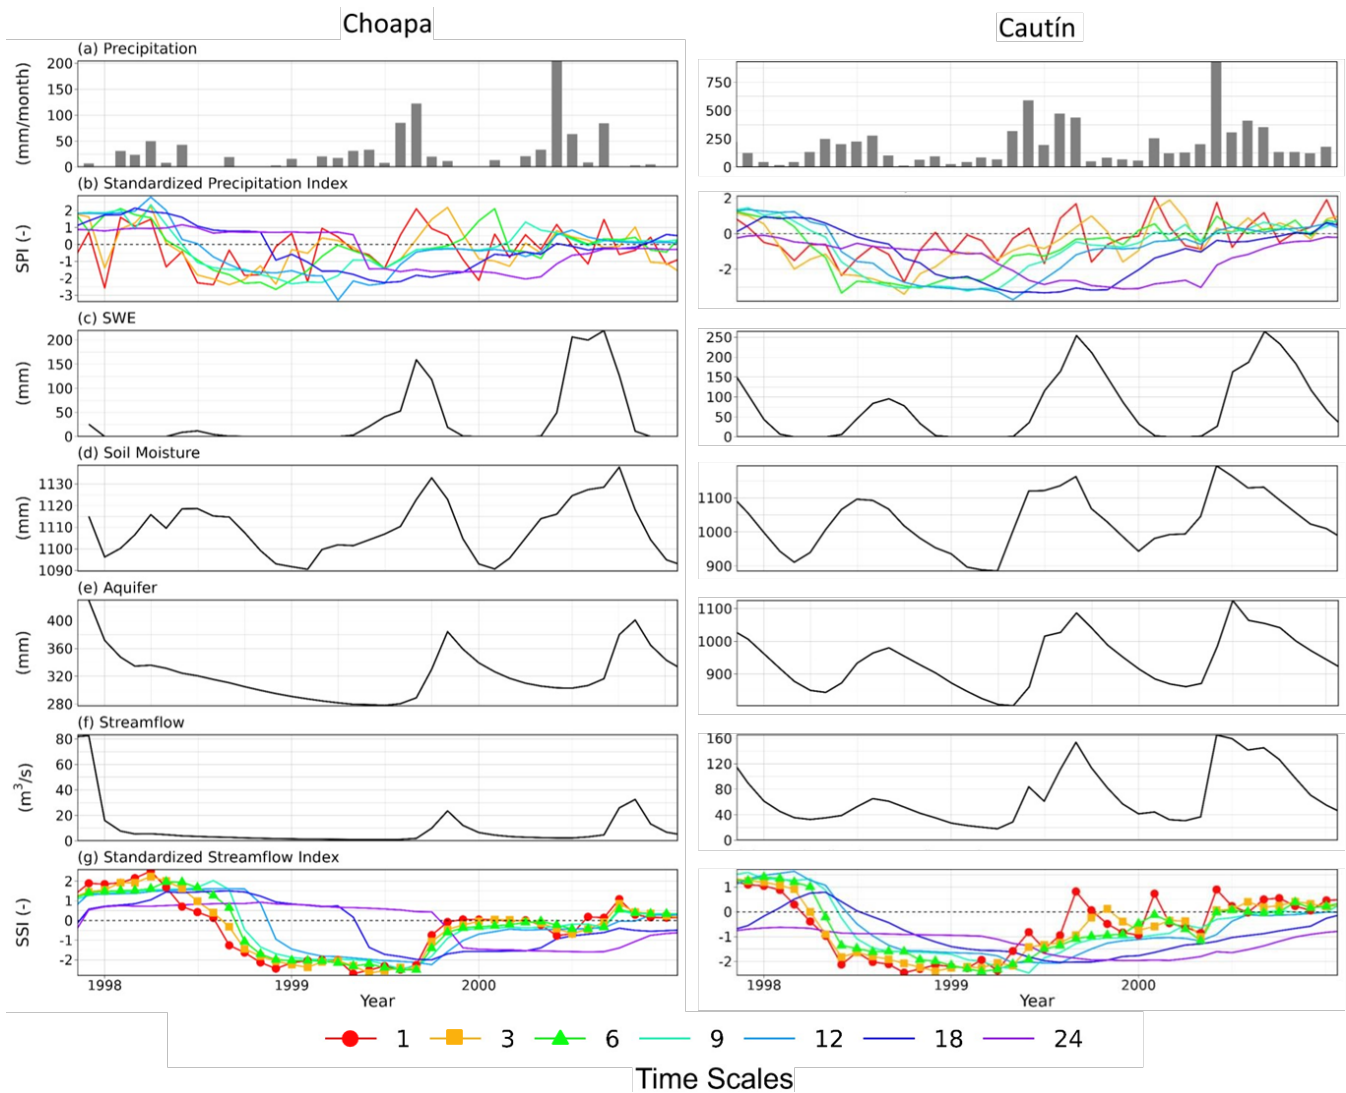 Choapa
Cautín
(a) Precipitation
(mm/month)
200
150
100
50
0
750
500
250
0
(b) Standardized Precipitation Index
SPI (-)
2
1
0
-1
-2
-3
2
0
-2
(c) SWE
(mm)
200
150
100
50
0
250
200
150
100
50
0
(d) Soil Moisture
(mm)
1130
1120
1110
1100
1090
1100
1000
900
(e) Aquifer
(mm)
400
360
320
280
1100
1000
900
(f) Streamflow
(m³/s)
80
60
40
20
0
160
120
80
40
0
(g) Standardized Streamflow Index
SSI (-)
2
1
0
-1
-2
1
0
-1
-2
1998 1999 2000
Year
1998 1999 2000
Year
1 3 6 9 12 18 24
Time Scales